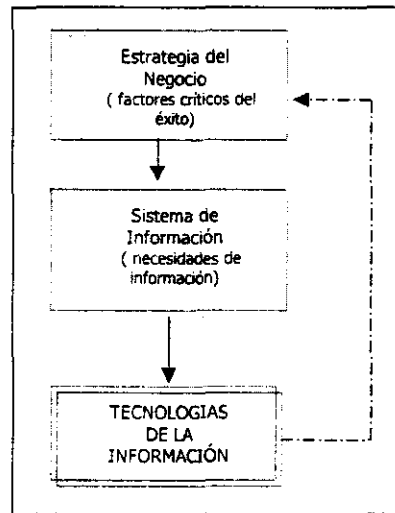 Estrategia del
Negocio
( factores críticos del
éxito)
Sistema de
Información
( necesidades de
información)
TECNOLOGIAS
DE LA
INFORMACIÓN